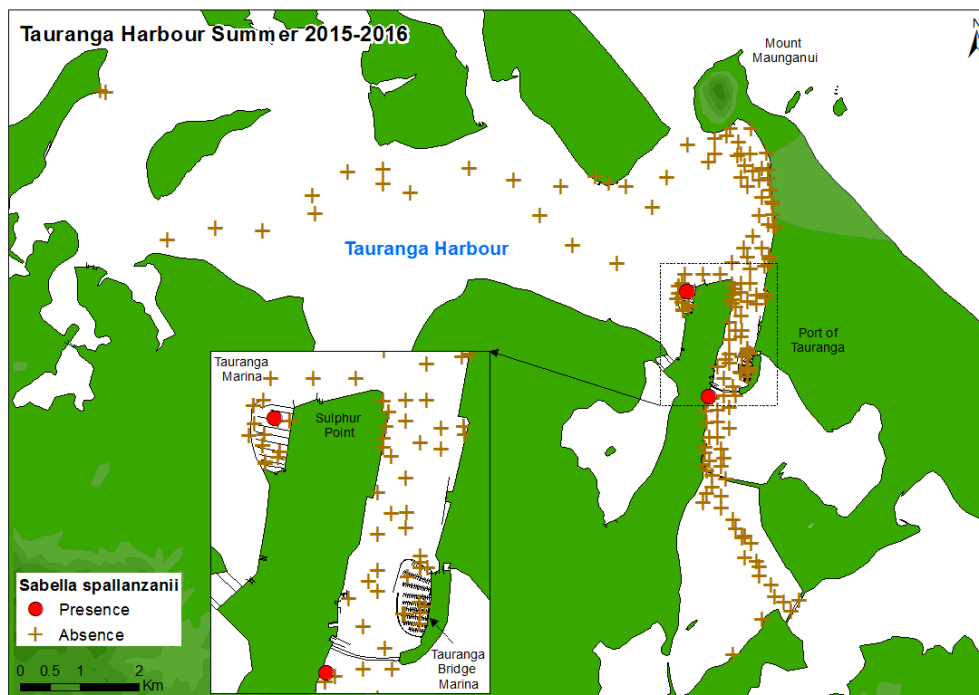 Tauranga Harbour Summer 2015-2016
Mount
Maunganui
N
Tauranga Harbour
Port of
Tauranga
Tauranga
Marina
Sulphur
Point
Tauranga
Bridge
Marina
Sabella spallanzanii
Presence
Absence
0 0.5 1 2
Km